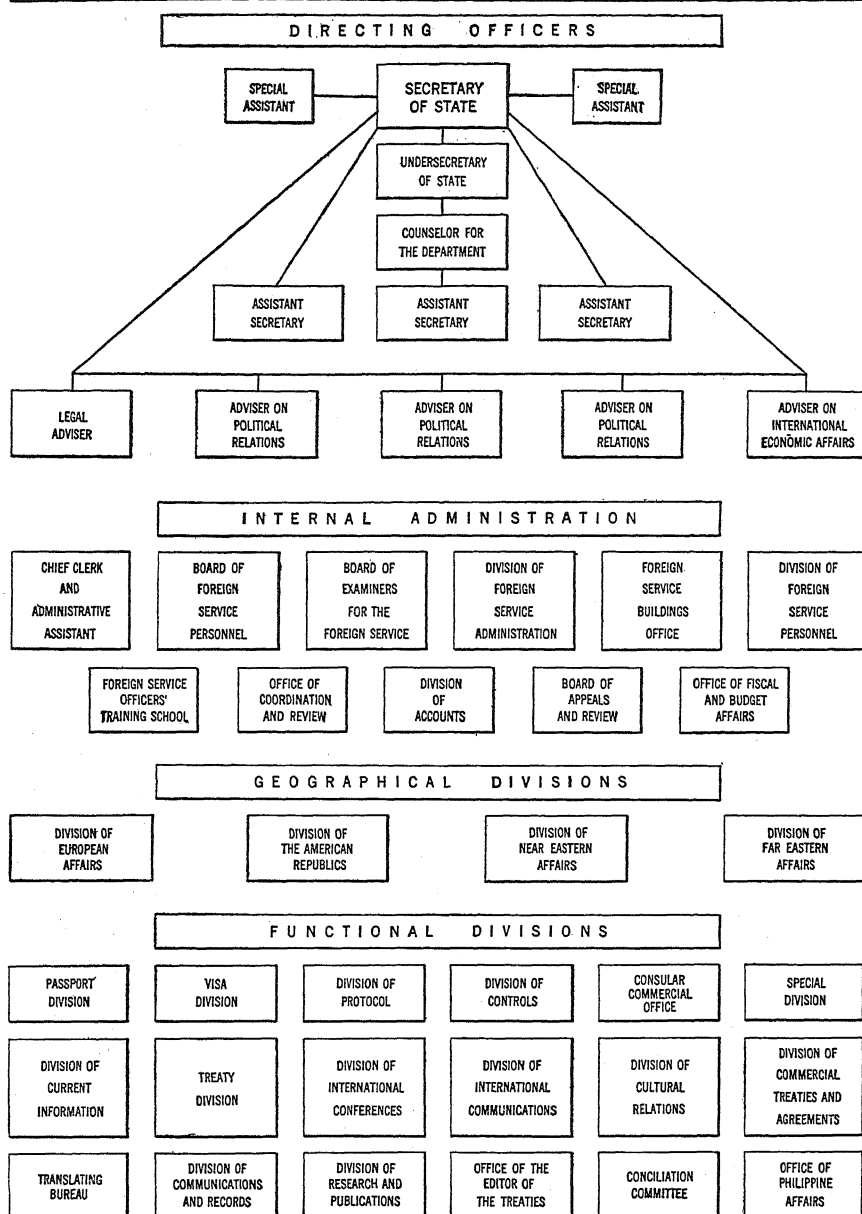 DIRECTING OFFICERS
SPECIAL
ASSISTANT
SECRETARY
OF STATE
SPECIAL
ASSISTANT
UNDERSECRETARY
OF STATE
COUNSELOR FOR
THE DEPARTMENT
ASSISTANT
SECRETARY
ASSISTANT
SECRETARY
ASSISTANT
SECRETARY
LEGAL
ADVISER
ADVISER ON
POLITICAL
RELATIONS
ADVISER ON
POLITICAL
RELATIONS
ADVISER ON
POLITICAL
RELATIONS
ADVISER ON
INTERNATIONAL
ECONOMIC AFFAIRS
INTERNAL ADMINISTRATION
CHIEF CLERK
AND
ADMINISTRATIVE
ASSISTANT
BOARD OF
FOREIGN
SERVICE
PERSONNEL
BOARD OF
EXAMINERS
FOR THE
FOREIGN SERVICE
DIVISION OF
FOREIGN
SERVICE
ADMINISTRATION
FOREIGN
SERVICE
BUILDINGS
OFFICE
DIVISION OF
FOREIGN
SERVICE
PERSONNEL
FOREIGN SERVICE
OFFICERS'
TRAINING SCHOOL
OFFICE OF
COORDINATION
AND REVIEW
DIVISION
OF
ACCOUNTS
BOARD OF
APPEALS
AND REVIEW
OFFICE OF FISCAL
AND BUDGET
AFFAIRS
GEOGRAPHICAL DIVISIONS
DIVISION OF
EUROPEAN
AFFAIRS
DIVISION OF
THE AMERICAN
REPUBLICS
DIVISION OF
NEAR EASTERN
AFFAIRS
DIVISION OF
FAR EASTERN
AFFAIRS
FUNCTIONAL DIVISIONS
PASSPORT
DIVISION
VISA
DIVISION
DIVISION OF
PROTOCOL
DIVISION OF
CONTROLS
CONSULAR
COMMERCIAL
OFFICE
SPECIAL
DIVISION
DIVISION OF
CURRENT
INFORMATION
TREATY
DIVISION
DIVISION OF
INTERNATIONAL
CONFERENCES
DIVISION OF
INTERNATIONAL
COMMUNICATIONS
DIVISION OF
CULTURAL
RELATIONS
DIVISION OF
COMMERCIAL
TREATIES AND
AGREEMENTS
TRANSLATING
BUREAU
DIVISION OF
COMMUNICATIONS
AND RECORDS
DIVISION OF
RESEARCH AND
PUBLICATIONS
OFFICE OF THE
EDITOR OF
THE TREATIES
CONCILIATION
COMMITTEE
OFFICE OF
PHILIPPINE
AFFAIRS